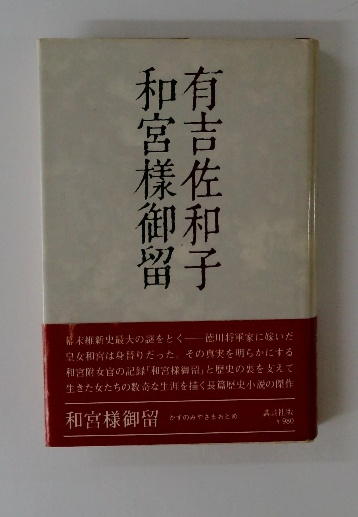 有吉佐和子
和宮様御留
幕末維新史最大の謎をとく——徳川将軍家に嫁いだ
皇女和宮は身替りだった。その真実を明らかにする
和宮附女官の記録「和宮様御留」と歴史の裏を支えて
生きた女たちの数奇な生涯を描く長篇歴史小説の傑作
和宮様御留 かずのみやさまおとめ
講談社版
¥980